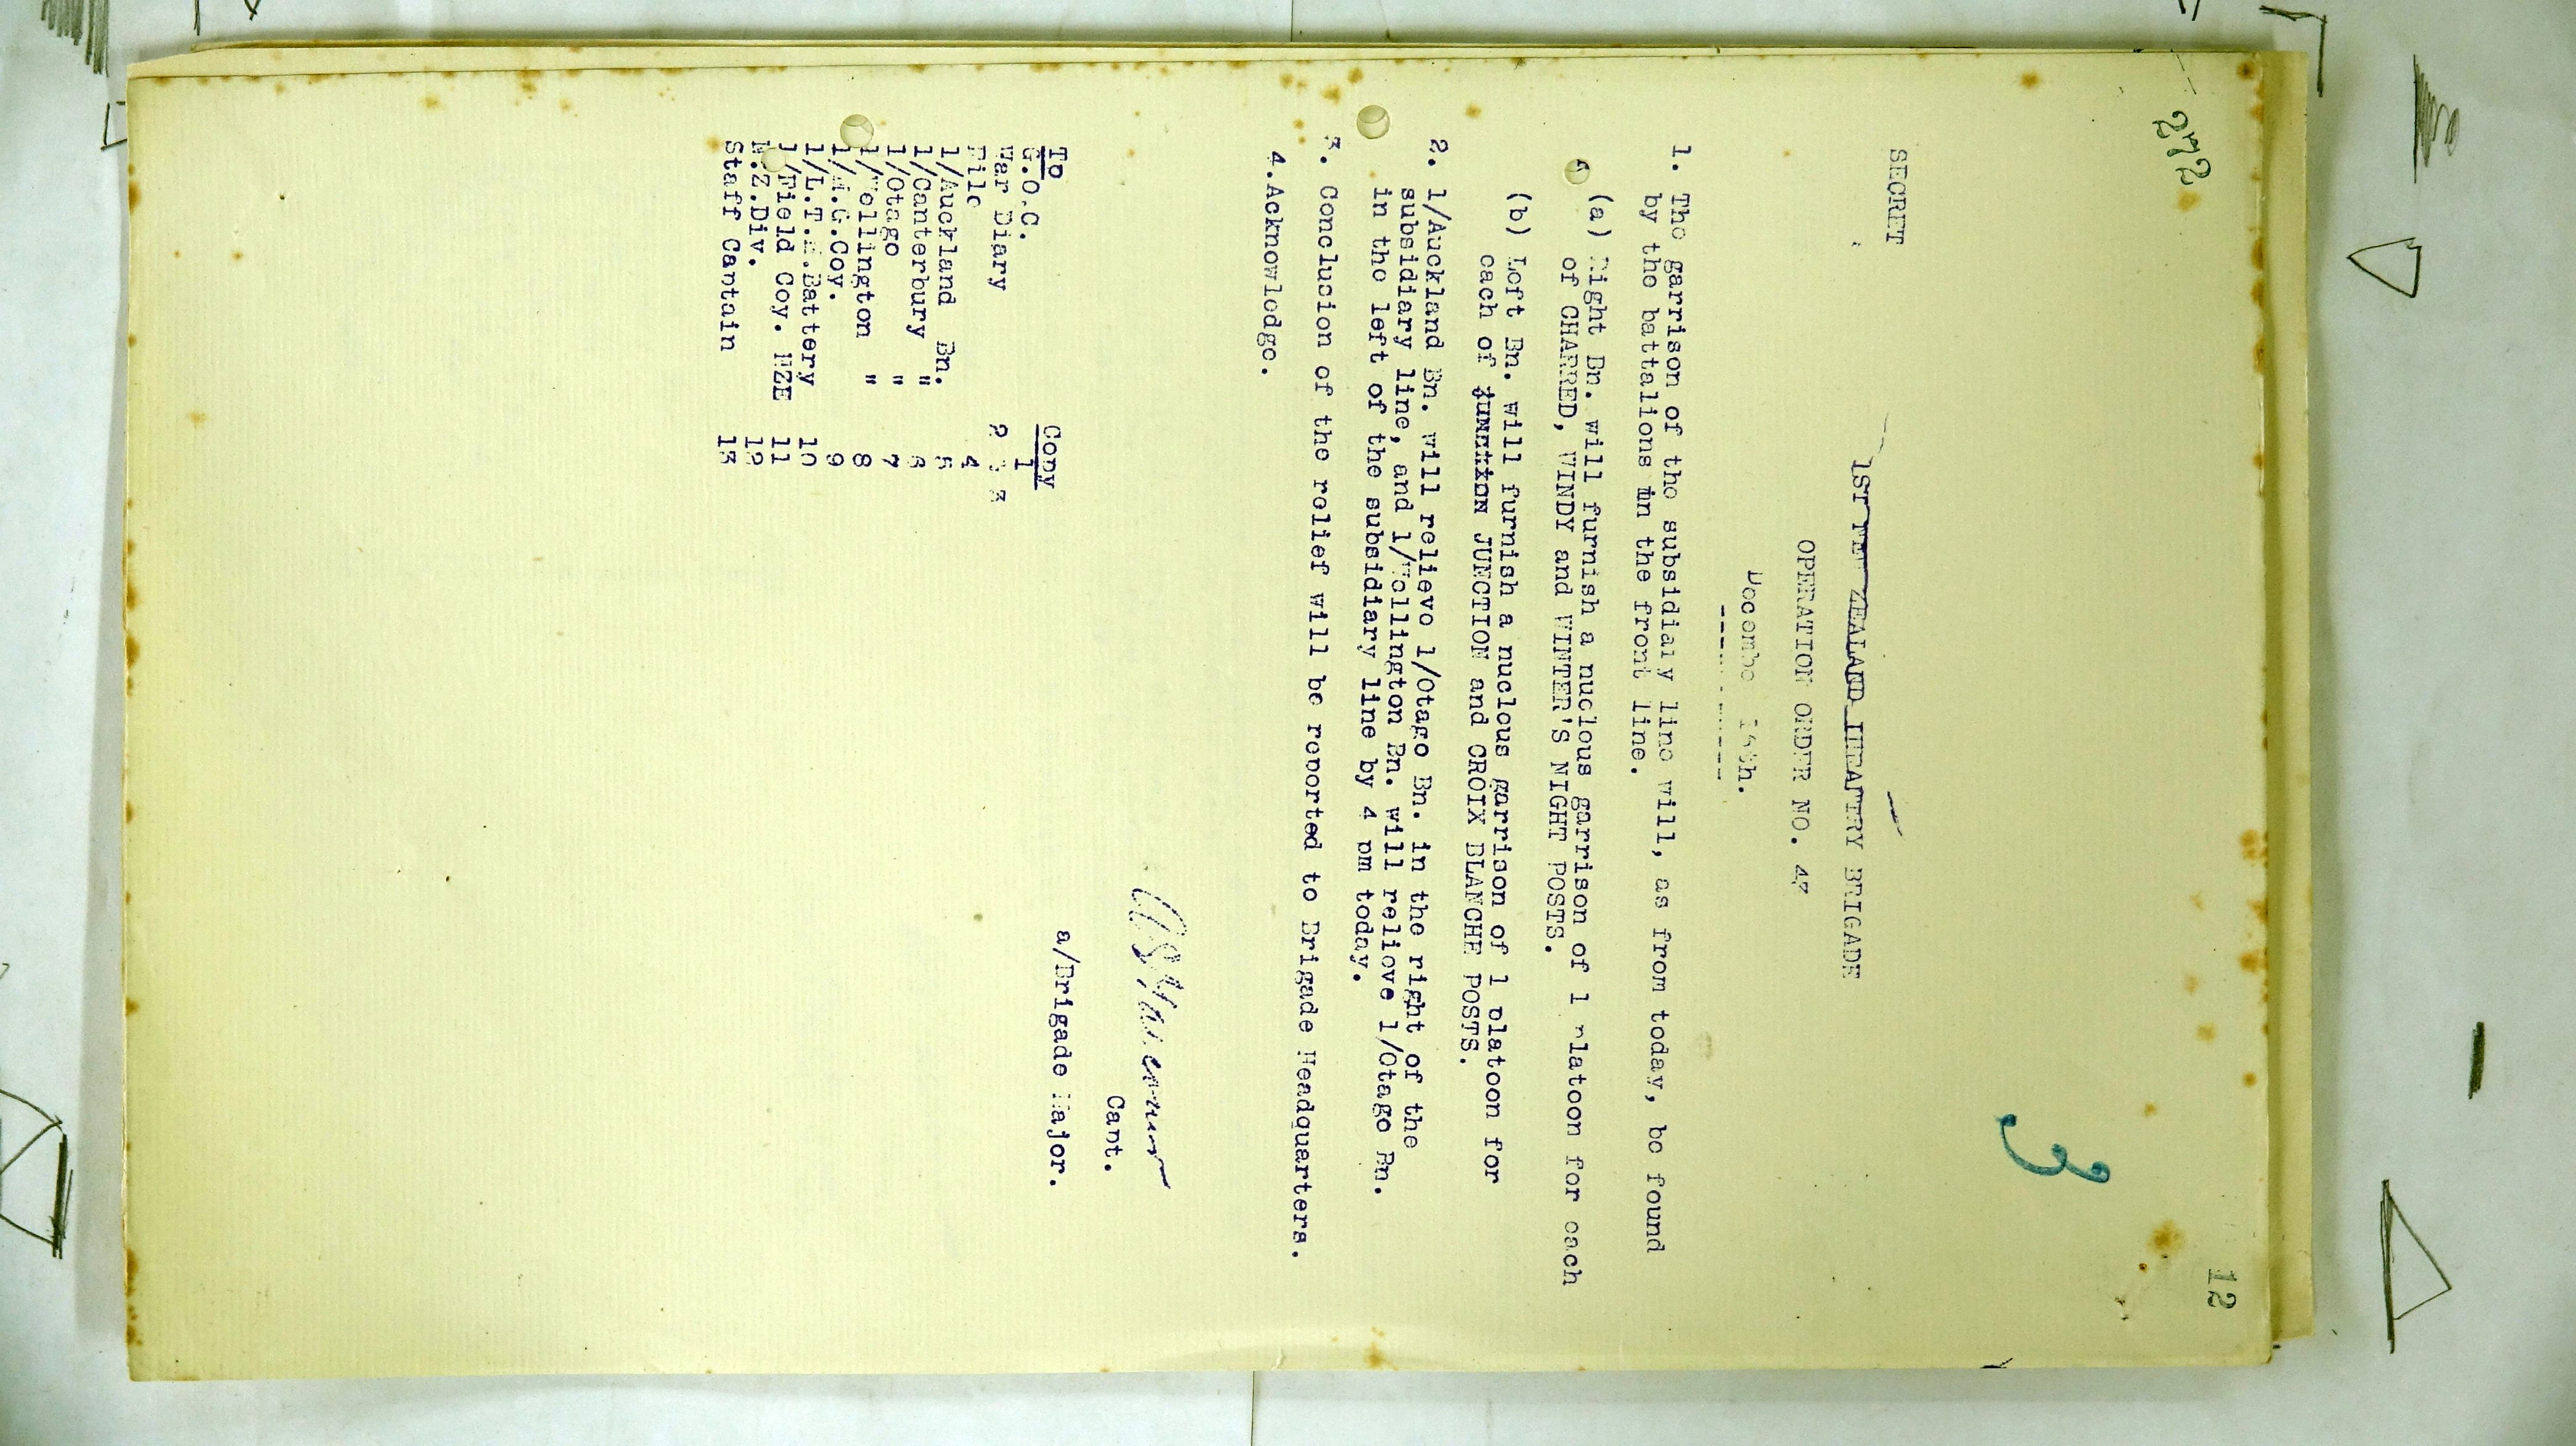 272
12
3
SECRET
1ST NEW ZEALAND INFANTRY BRIGADE
OPERATION ORDER NO. 47
December
1. The garrison of the subsidiary line will, as from today, be found
by the battalions in the front line.
(a) Right Bn. will furnish a nucleus garrison of 1 platoon for each
of CHARRED, WINDY and WINTER'S NIGHT POSTS.
(b) Left Bn. will furnish a nucleus garrison of 1 platoon for
each of JUNCTION and CROIX BLANCHE POSTS.
2. 1/Auckland Bn. will relieve 1/Otago Bn. in the right of the
subsidiary line, and 1/Wellington Bn. will relieve 1/Otago Bn.
in the left of the subsidiary line by 4 pm today.
3. Conclusion of the relief will be reported to Brigade Headquarters.
4.Acknowledge.
Capt.
a/Brigade Major.
To Copy
G.O.C. 1
War Diary 2 3
File 4
1/Auckland Bn. 5
1/Canterbury " 6
1/Otago " 7
1/Wellington " 8
1/M.G.Coy. 9
1/L.T.M.Battery 10
1/Field Coy. NZE 11
N.Z.Div. 12
Staff Captain 13